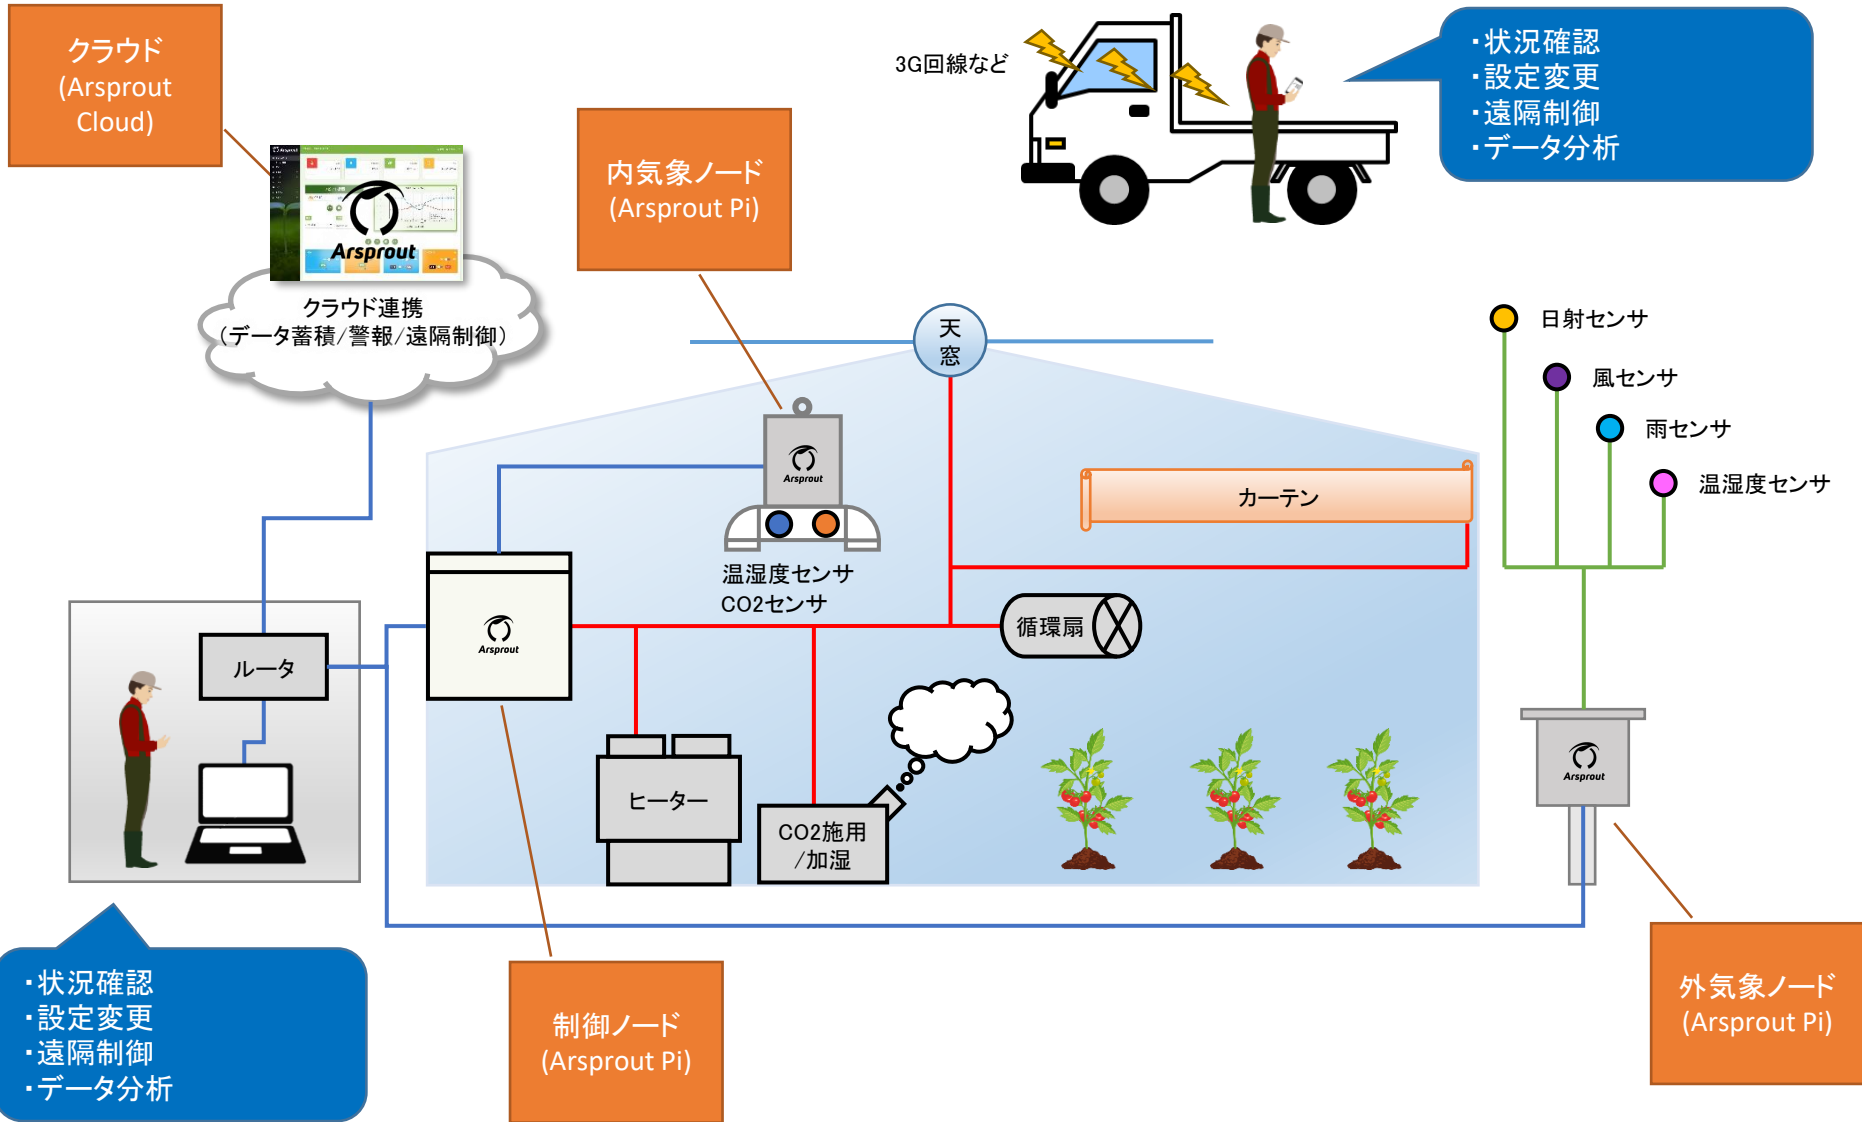 クラウド
(Arsprout
Cloud)
3G回線など
・状況確認
・設定変更
・遠隔制御
・データ分析
内気象ノード
(Arsprout Pi)
Arsprout
Arsprout
クラウド連携
（データ蓄積/警報/遠隔制御）
天
窓
日射センサ
風センサ
雨センサ
温湿度センサ
Arsprout
カーテン
温湿度センサ
CO2センサ
Arsprout
循環扇
ルータ
ヒーター
CO2施用
/加湿
Arsprout
・状況確認
・設定変更
・遠隔制御
・データ分析
制御ノード
(Arsprout Pi)
外気象ノード
(Arsprout Pi)